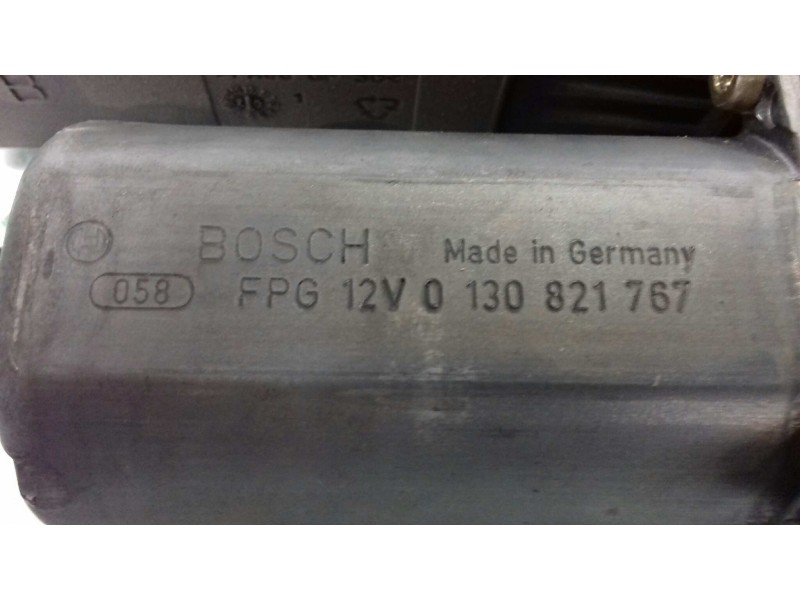 BOSCH Made in Germany
058 FPG 12V 0 130 821 767